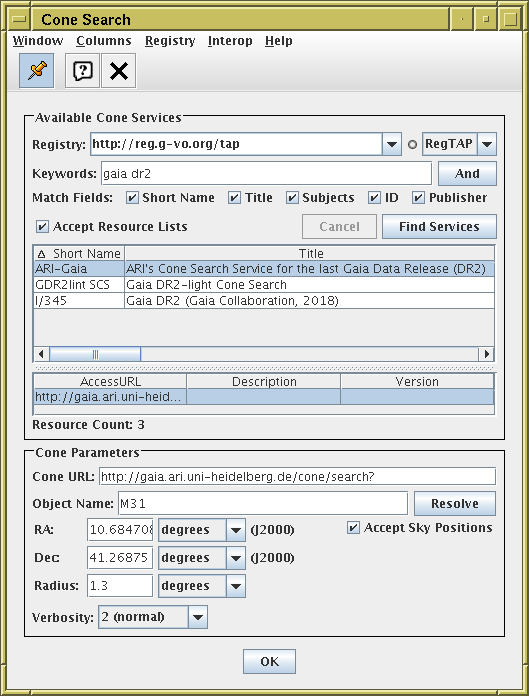 Cone Search
Window Columns Registry Interop Help
Available Cone Services
Registry: http://reg.g-vo.org/tap RegTAP
Keywords: gaia dr2 And
Match Fields: Short Name Title Subjects ID Publisher
Accept Resource Lists Cancel Find Services
Δ Short Name Title
ARI-Gaia ARI's Cone Search Service for the last Gaia Data Release (DR2)
GDR2lint SCS Gaia DR2-light Cone Search
I/345 Gaia DR2 (Gaia Collaboration, 2018)
AccessURL Description Version
http://gaia.ari.uni-heid...
Resource Count: 3
Cone Parameters
Cone URL: http://gaia.ari.uni-heidelberg.de/cone/search?
Object Name: M31 Resolve
RA: 10.684708 degrees (J2000) Accept Sky Positions
Dec: 41.26875 degrees (J2000)
Radius: 1.3 degrees
Verbosity: 2 (normal)
OK